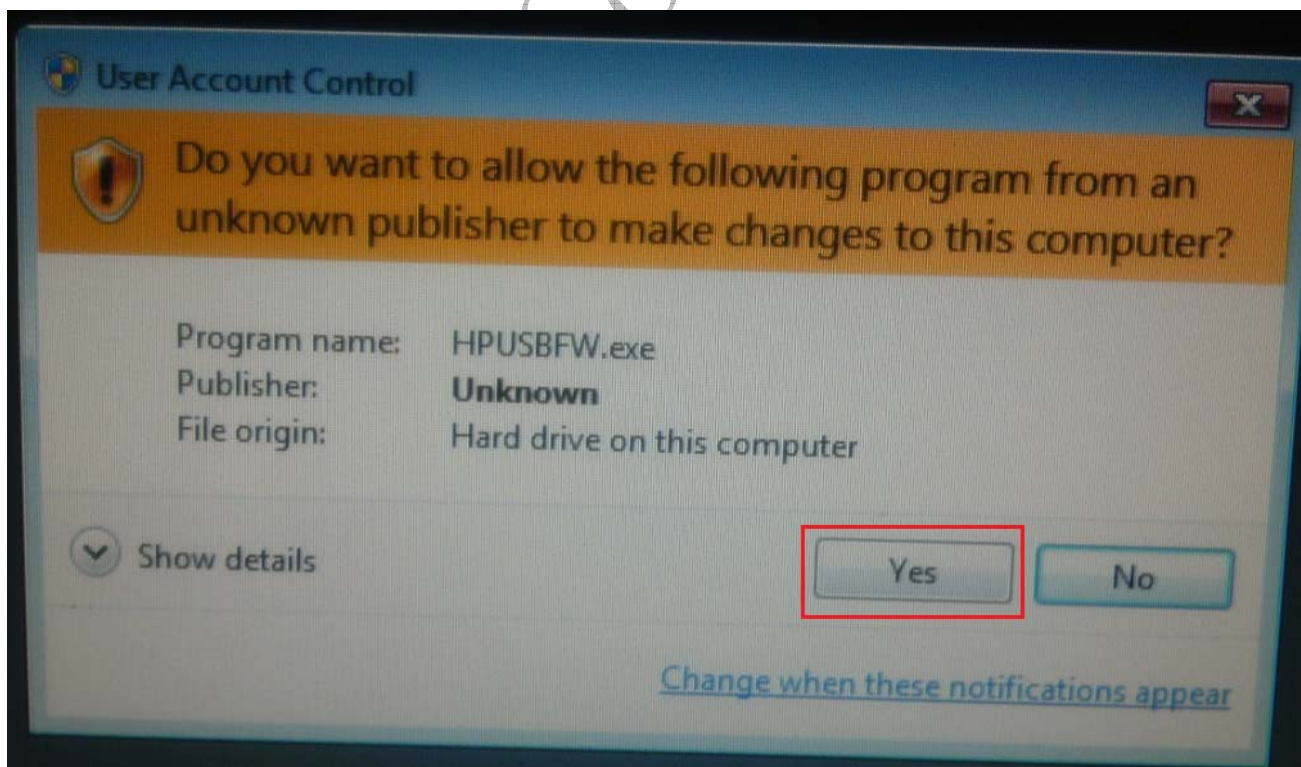 User Account Control
Do you want to allow the following program from an
unknown publisher to make changes to this computer?
Program name: HPUSBFW.exe
Publisher: Unknown
File origin: Hard drive on this computer
Show details
Yes
No
Change when these notifications appear